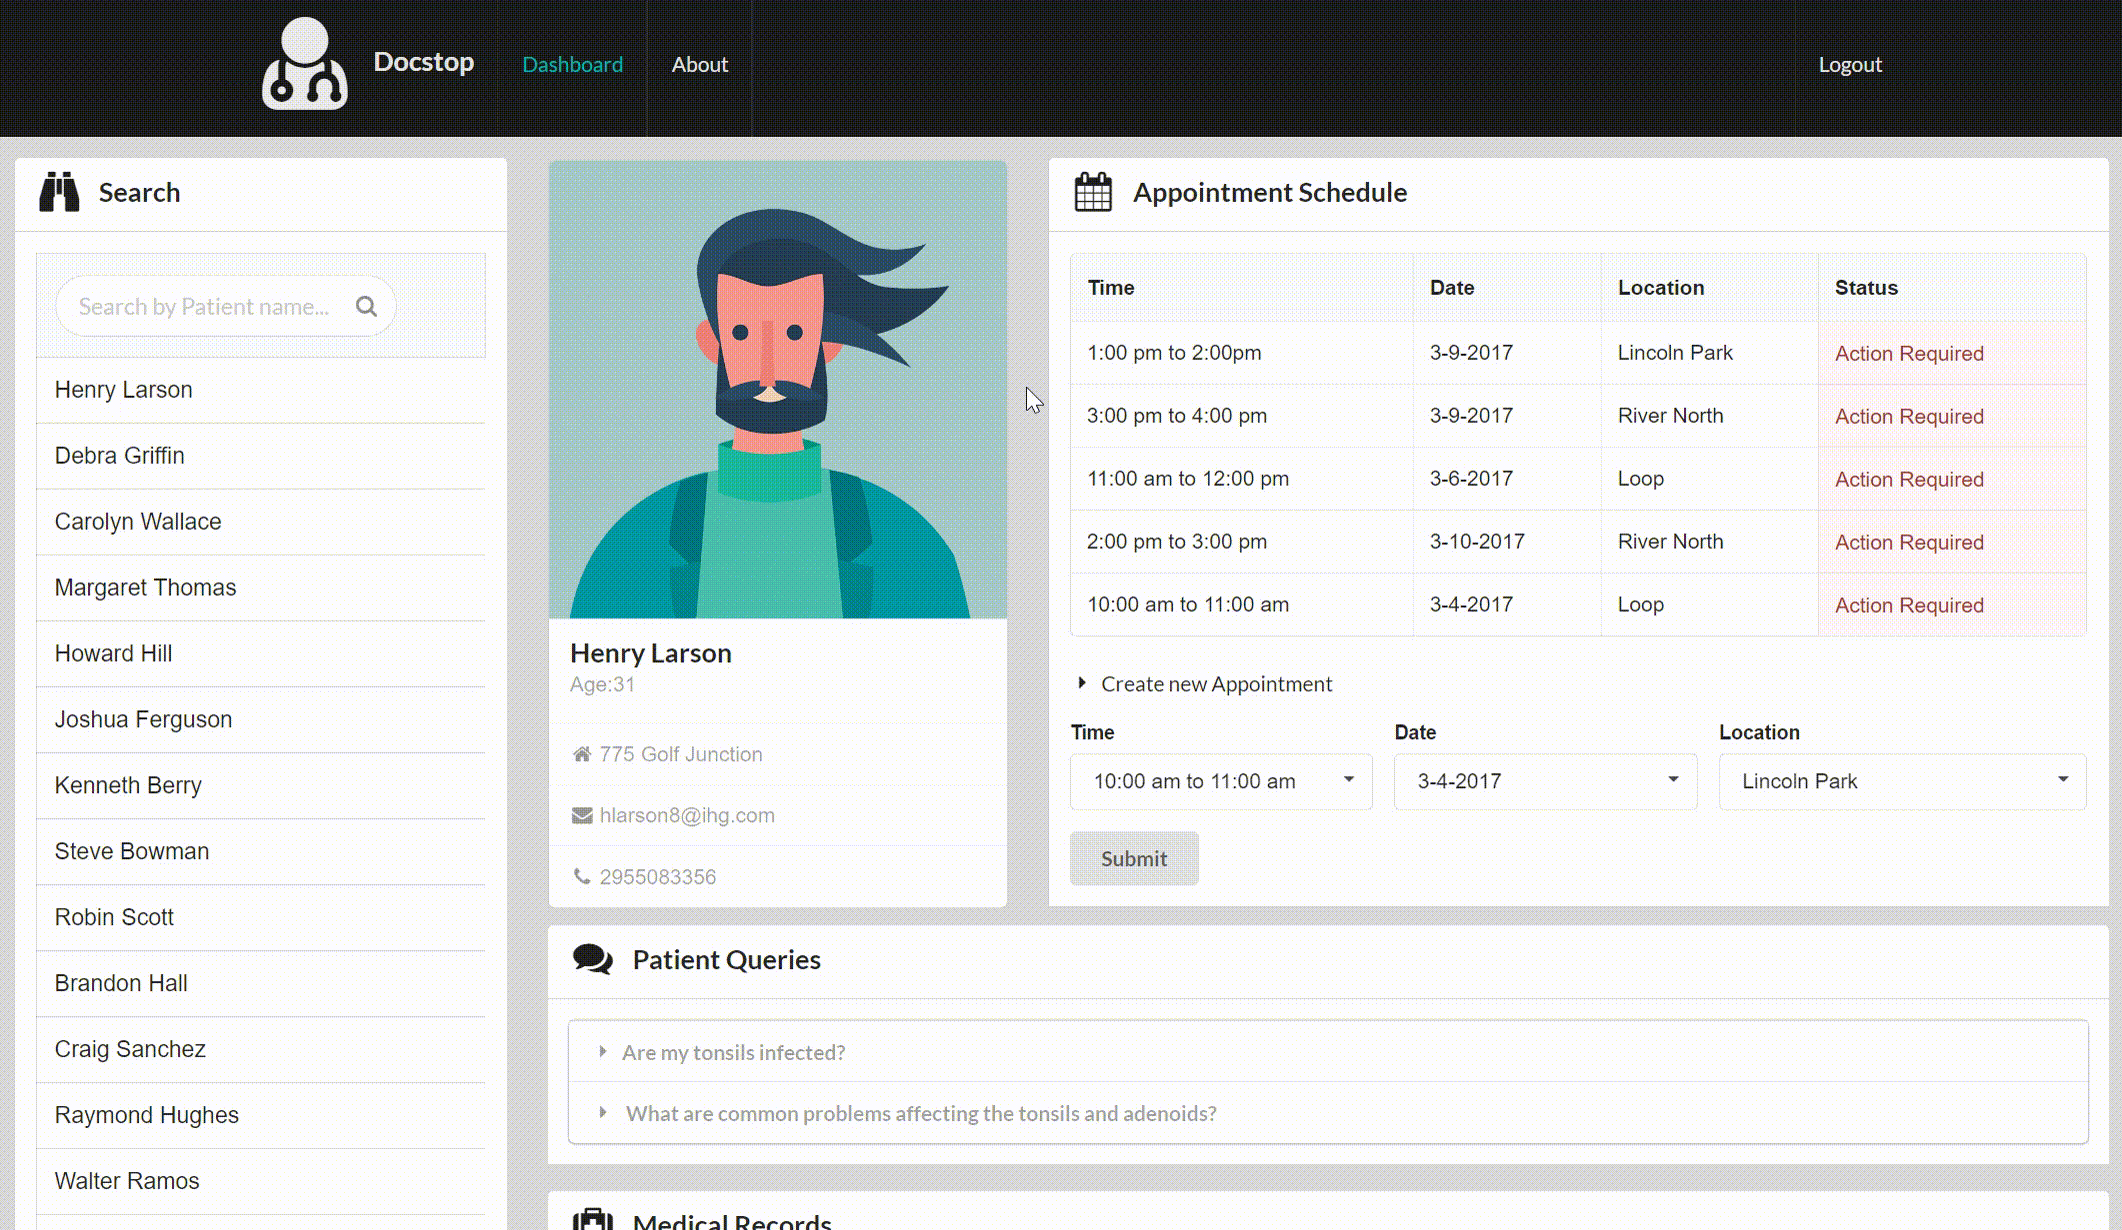 Docstop
Dashboard
About
Logout
Search
Search by Patient name...
Henry Larson
Debra Griffin
Carolyn Wallace
Margaret Thomas
Howard Hill
Joshua Ferguson
Kenneth Berry
Steve Bowman
Robin Scott
Brandon Hall
Craig Sanchez
Raymond Hughes
Walter Ramos
Henry Larson
Age:31
775 Golf Junction
hlarson8@ihg.com
2955083356
Appointment Schedule
Time Date Location Status
1:00 pm to 2:00pm 3-9-2017 Lincoln Park Action Required
3:00 pm to 4:00 pm 3-9-2017 River North Action Required
11:00 am to 12:00 pm 3-6-2017 Loop Action Required
2:00 pm to 3:00 pm 3-10-2017 River North Action Required
10:00 am to 11:00 am 3-4-2017 Loop Action Required
Create new Appointment
Time Date Location
10:00 am to 11:00 am 3-4-2017 Lincoln Park
Submit
Patient Queries
Are my tonsils infected?
What are common problems affecting the tonsils and adenoids?
Medical Records